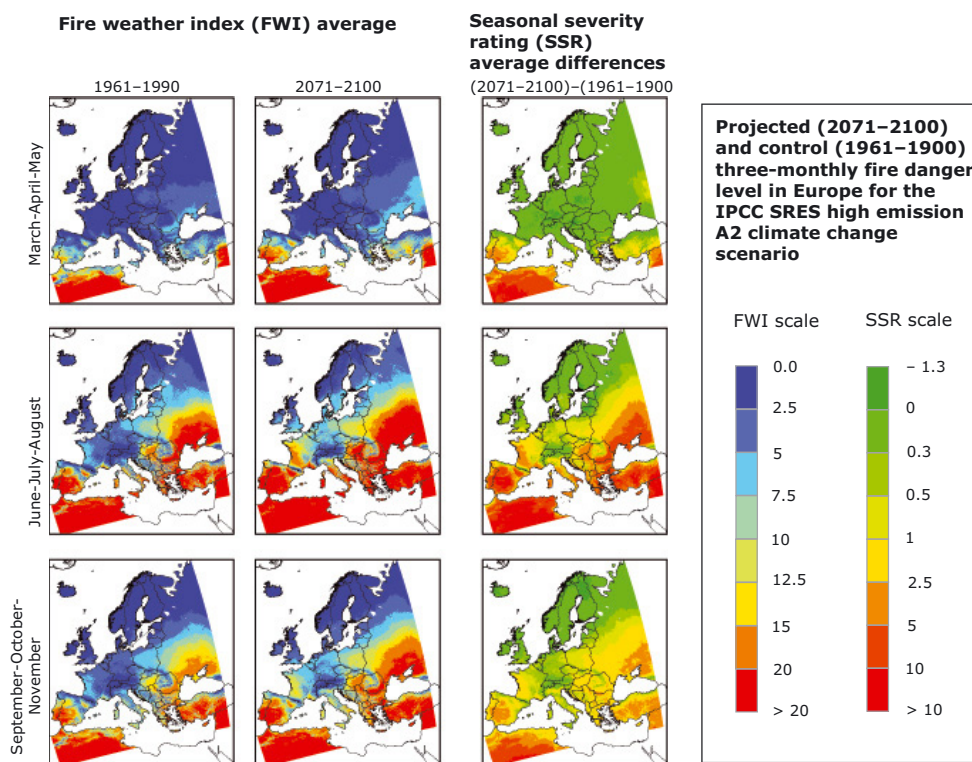 Fire weather index (FWI) average
Seasonal severity
rating (SSR)
average differences
1961–1990
2071–2100
(2071–2100)–(1961–1900
March-April-May
June-July-August
September-October-
November
Projected (2071–2100)
and control (1961–1900)
three-monthly fire danger
level in Europe for the
IPCC SRES high emission
A2 climate change
scenario
FWI scale
0.0
2.5
5
7.5
10
12.5
15
20
> 20
SSR scale
– 1.3
0
0.3
0.5
1
2.5
5
10
> 10